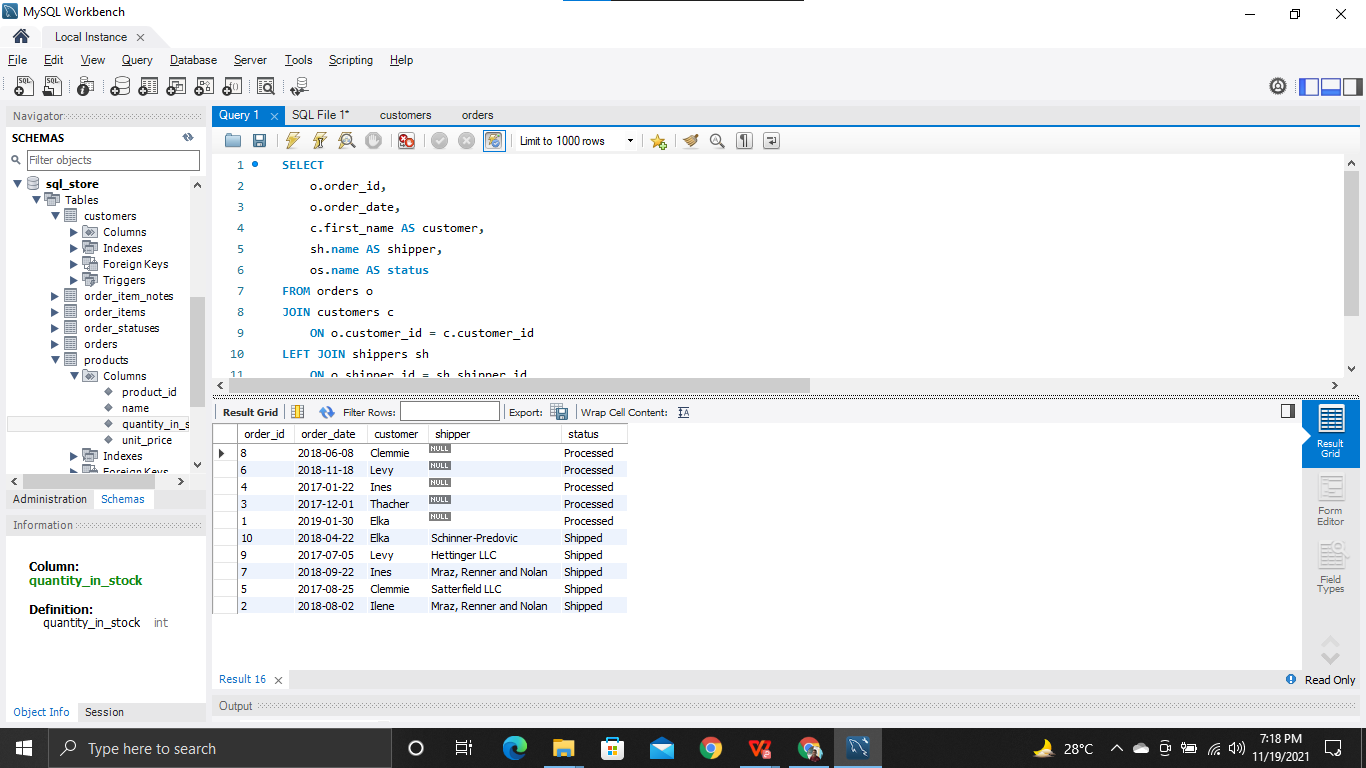 MySQL Workbench
Local Instance
File Edit View Query Database Server Tools Scripting Help
Navigator
SCHEMAS
Filter objects
sql_store
Tables
customers
Columns
Indexes
Foreign Keys
Triggers
order_item_notes
order_items
order_statuses
orders
products
Columns
product_id
name
quantity_in_s
unit_price
Indexes
Foreign Keys
Administration Schemas
Information
Column:
quantity_in_stock
Definition:
quantity_in_stock int
Object Info Session
Query 1 SQL File 1* customers orders
Limit to 1000 rows
1 SELECT
2 o.order_id,
3 o.order_date,
4 c.first_name AS customer,
5 sh.name AS shipper,
6 os.name AS status
7 FROM orders o
8 JOIN customers c
9 ON o.customer_id = c.customer_id
10 LEFT JOIN shippers sh
11 ON o.shipper_id = sh.shipper_id
Result Grid Filter Rows: Export: Wrap Cell Content:
order_id order_date customer shipper status
8 2018-06-08 Clemmie NULL Processed
6 2018-11-18 Levy NULL Processed
4 2017-01-22 Ines NULL Processed
3 2017-12-01 Thacher NULL Processed
1 2019-01-30 Elka NULL Processed
10 2018-04-22 Elka Schinner-Predovic Shipped
9 2017-07-05 Levy Hettinger LLC Shipped
7 2018-09-22 Ines Mraz, Renner and Nolan Shipped
5 2017-08-25 Clemmie Satterfield LLC Shipped
2 2018-08-02 Ilene Mraz, Renner and Nolan Shipped
Result
Grid
Form
Editor
Field
Types
Result 16
Read Only
Output
Type here to search
28°C
7:18 PM
11/19/2021